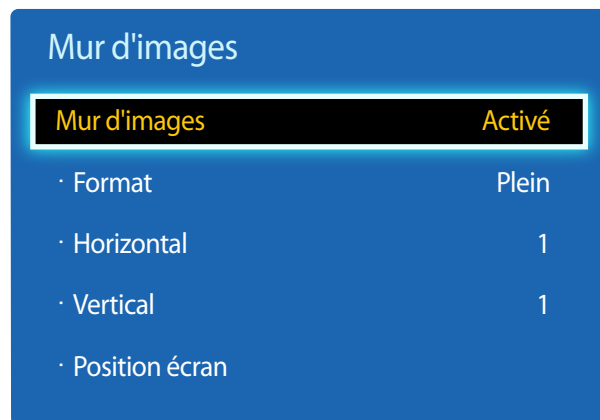 Mur d'images
Mur d'images Activé
· Format Plein
· Horizontal 1
· Vertical 1
· Position écran